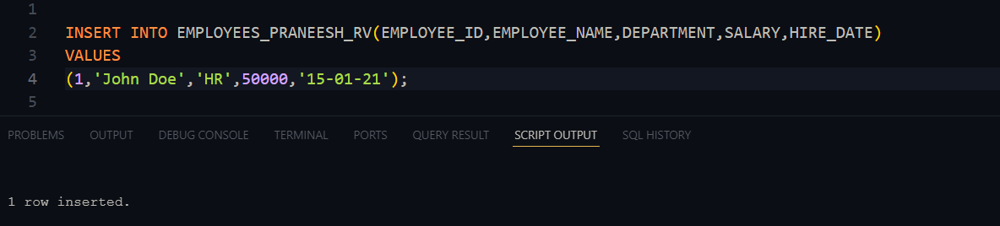 1
2 INSERT INTO EMPLOYEES_PRANEESH_RV(EMPLOYEE_ID,EMPLOYEE_NAME,DEPARTMENT,SALARY,HIRE_DATE)
3 VALUES
4 (1,'John Doe','HR',50000,'15-01-21');
5
PROBLEMS OUTPUT DEBUG CONSOLE TERMINAL PORTS QUERY RESULT SCRIPT OUTPUT SQL HISTORY
1 row inserted.